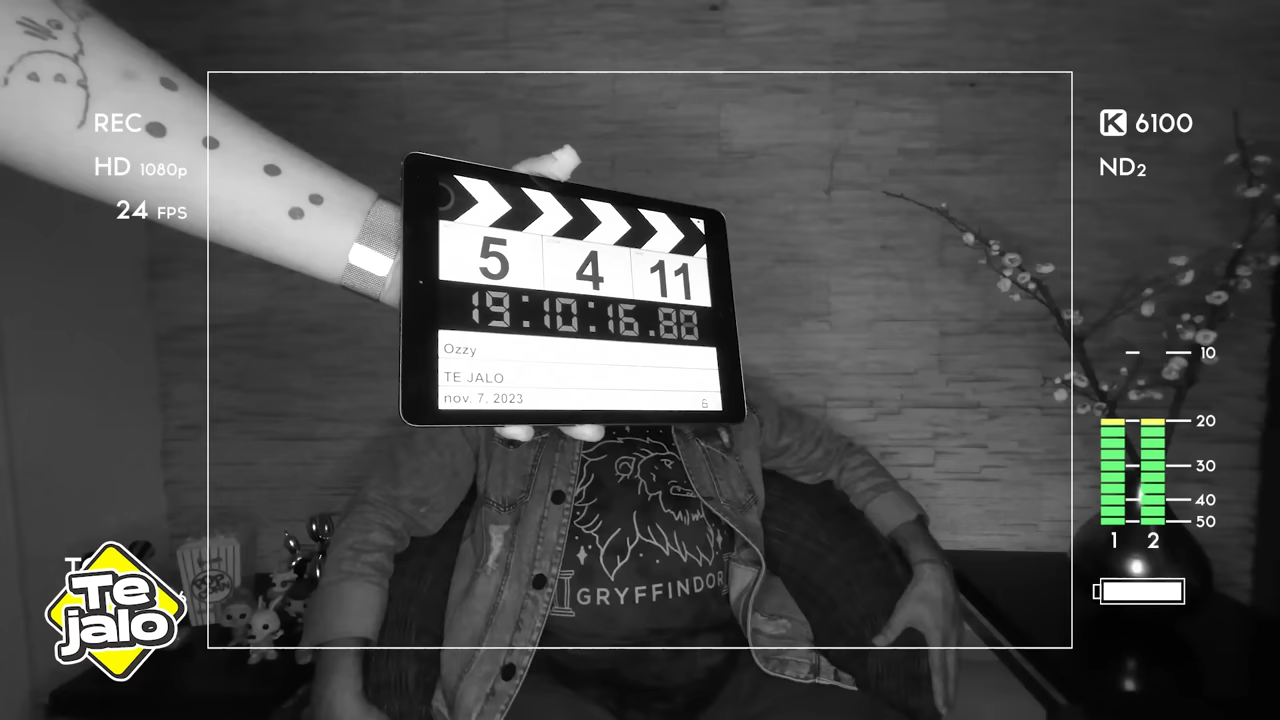 REC
HD 1080p
24 FPS
K 6100
ND2
5 4 11
19:10:16.88
Ozzy
TE JALO
nov. 7, 2023
6
GRYFFINDOR
10
20
30
40
50
1 2
Te
jalo